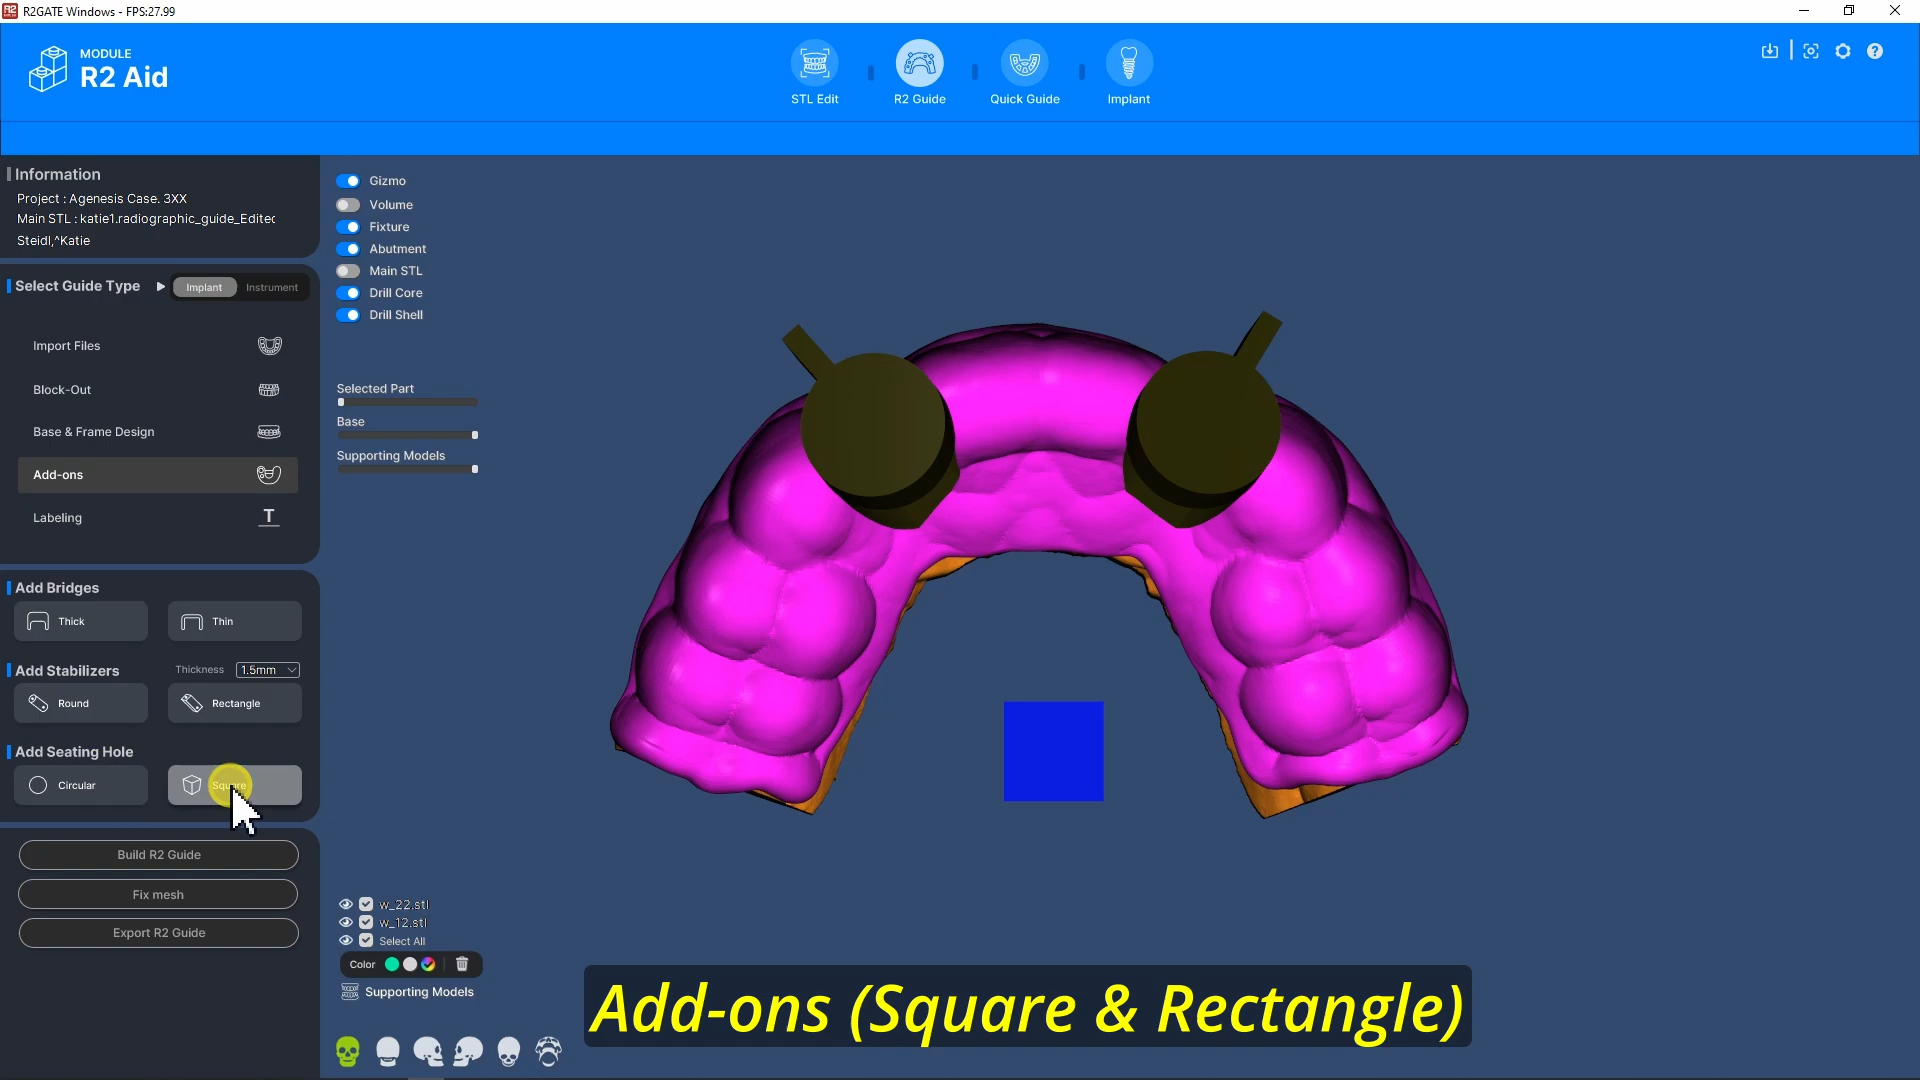 R2GATE Windows - FPS:27.99
MODULE
R2 Aid
STL Edit
R2 Guide
Quick Guide
Implant
Information
Project : Agenesis Case. 3XX
Main STL : katie1.radiographic_guide_Editec
Steidl,^Katie
Select Guide Type
Implant
Instrument
Import Files
Block-Out
Base & Frame Design
Add-ons
Labeling
T
Add Bridges
Thick
Thin
Add Stabilizers
Thickness
1.5mm
Round
Rectangle
Add Seating Hole
Circular
Square
Build R2 Guide
Fix mesh
Export R2 Guide
Gizmo
Volume
Fixture
Abutment
Main STL
Drill Core
Drill Shell
Selected Part
Base
Supporting Models
w_22.stl
w_12.stl
Select All
Color
Supporting Models
Add-ons (Square & Rectangle)